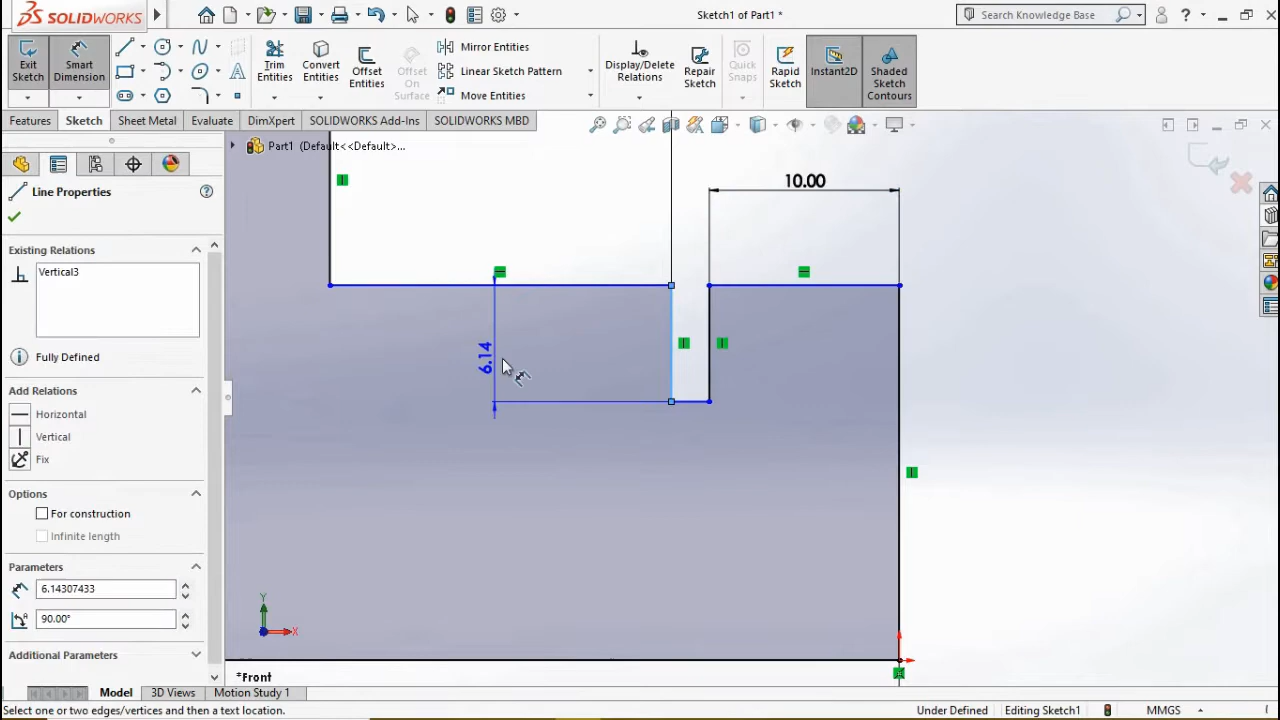 SOLIDWORKS
Sketch1 of Part1 *
Search Knowledge Base
?
Exit Sketch
Smart Dimension
Trim Entities
Convert Entities
Offset Entities
Offset On Surface
Mirror Entities
Linear Sketch Pattern
Move Entities
Display/Delete Relations
Repair Sketch
Quick Snaps
Rapid Sketch
Instant2D
Shaded Sketch Contours
Features
Sketch
Sheet Metal
Evaluate
DimXpert
SOLIDWORKS Add-Ins
SOLIDWORKS MBD
Part1 (Default<<Default>...
Line Properties
?
Existing Relations
Vertical3
Fully Defined
Add Relations
Horizontal
Vertical
Fix
Options
For construction
Infinite length
Parameters
6.14307433
90.00°
Additional Parameters
10.00
6.14
Y
X
*Front
Model
3D Views
Motion Study 1
Select one or two edges/vertices and then a text location.
Under Defined
Editing Sketch1
MMGS